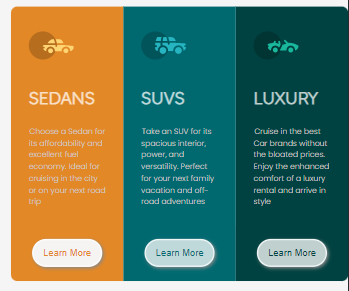 SEDANS
Choose a Sedan for
its affordability and
excellent fuel
economy. Ideal for
cruising in the city
or on your next road
trip
Learn More
SUVS
Take an SUV for its
spacious interior,
power, and
versatility. Perfect
for your next family
vacation and off-
road adventures
Learn More
LUXURY
Cruise in the best
Car brands without
the bloated prices.
Enjoy the enhanced
comfort of a luxury
rental and arrive in
style
Learn More